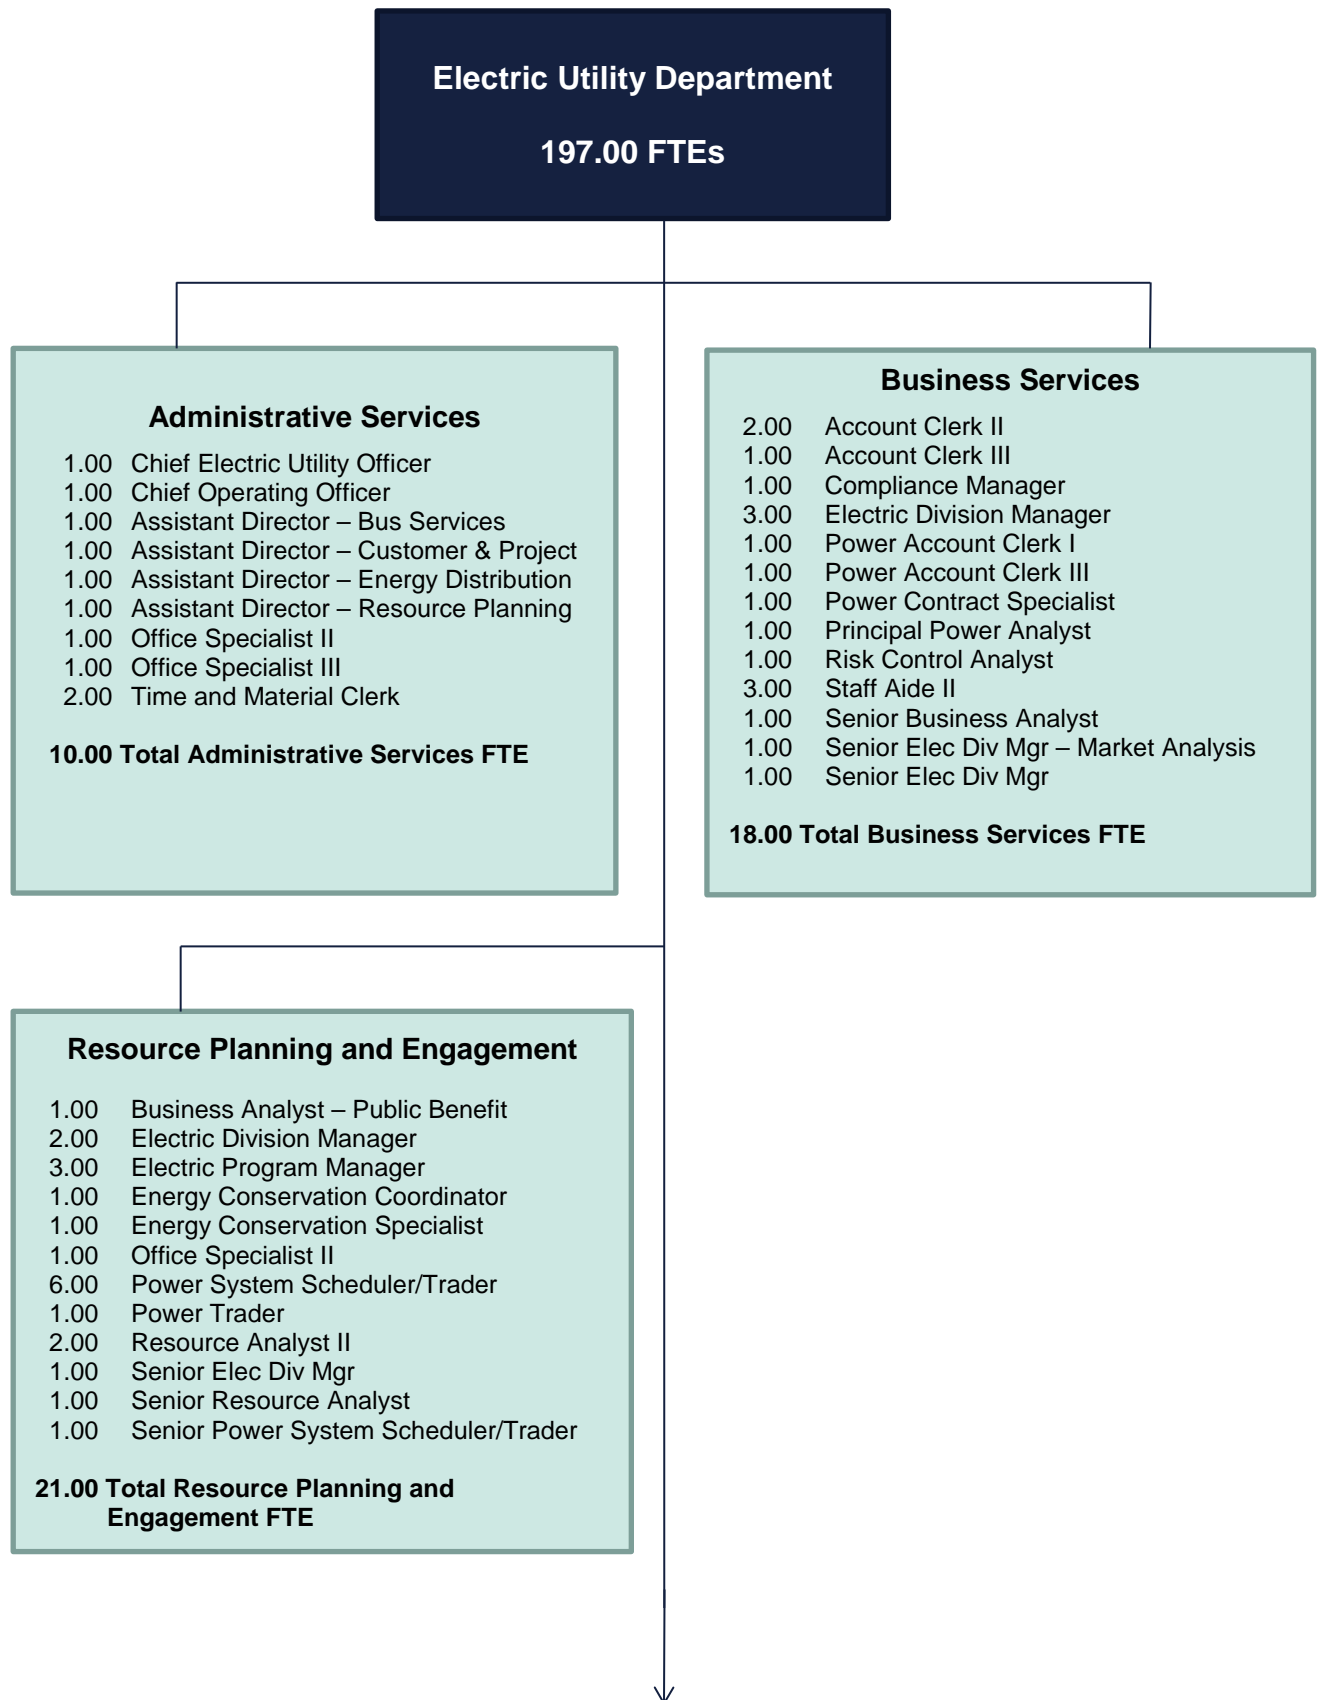 Electric Utility Department
197.00 FTEs
Administrative Services
1.00 Chief Electric Utility Officer
1.00 Chief Operating Officer
1.00 Assistant Director – Bus Services
1.00 Assistant Director – Customer & Project
1.00 Assistant Director – Energy Distribution
1.00 Assistant Director – Resource Planning
1.00 Office Specialist II
1.00 Office Specialist III
2.00 Time and Material Clerk
10.00 Total Administrative Services FTE
Business Services
2.00 Account Clerk II
1.00 Account Clerk III
1.00 Compliance Manager
3.00 Electric Division Manager
1.00 Power Account Clerk I
1.00 Power Account Clerk III
1.00 Power Contract Specialist
1.00 Principal Power Analyst
1.00 Risk Control Analyst
3.00 Staff Aide II
1.00 Senior Business Analyst
1.00 Senior Elec Div Mgr – Market Analysis
1.00 Senior Elec Div Mgr
18.00 Total Business Services FTE
Resource Planning and Engagement
1.00 Business Analyst – Public Benefit
2.00 Electric Division Manager
3.00 Electric Program Manager
1.00 Energy Conservation Coordinator
1.00 Energy Conservation Specialist
1.00 Office Specialist II
6.00 Power System Scheduler/Trader
1.00 Power Trader
2.00 Resource Analyst II
1.00 Senior Elec Div Mgr
1.00 Senior Resource Analyst
1.00 Senior Power System Scheduler/Trader
21.00 Total Resource Planning and
Engagement FTE